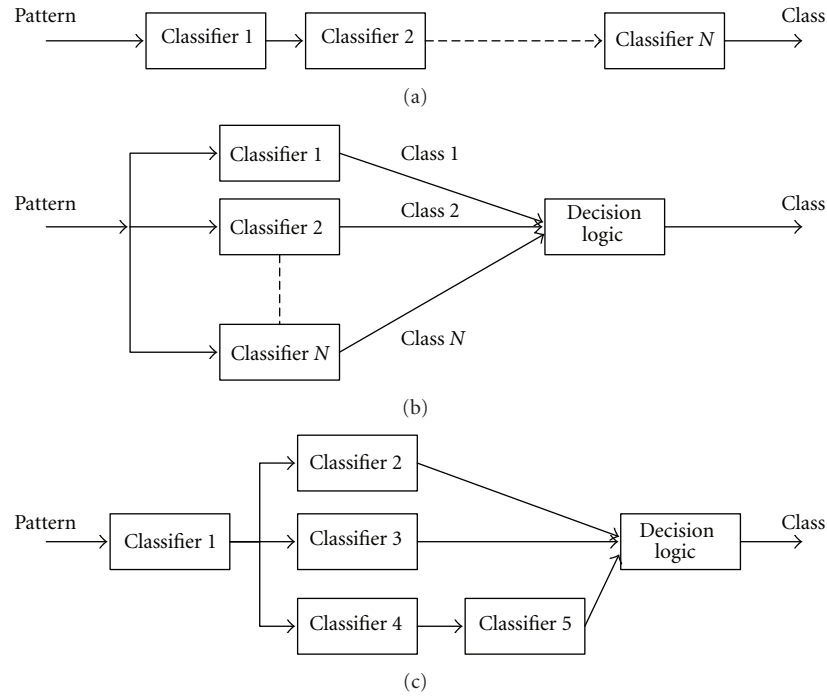 Pattern
Class
Classifier 1
Classifier 2
Classifier N
(a)
Classifier 1
Class 1
Pattern
Class
Classifier 2
Class 2
Decision
logic
Classifier N
Class N
(b)
Classifier 2
Pattern
Class
Classifier 1
Classifier 3
Decision
logic
Classifier 4
Classifier 5
(c)